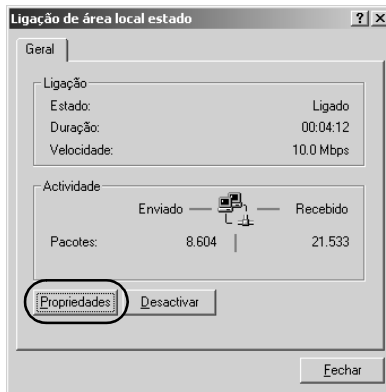 Ligação de área local estado
Geral
Ligação
Estado: Ligado
Duração: 00:04:12
Velocidade: 10.0 Mbps
Actividade
Enviado Recebido
Pacotes: 8.604 21.533
Propriedades Desactivar
Fechar